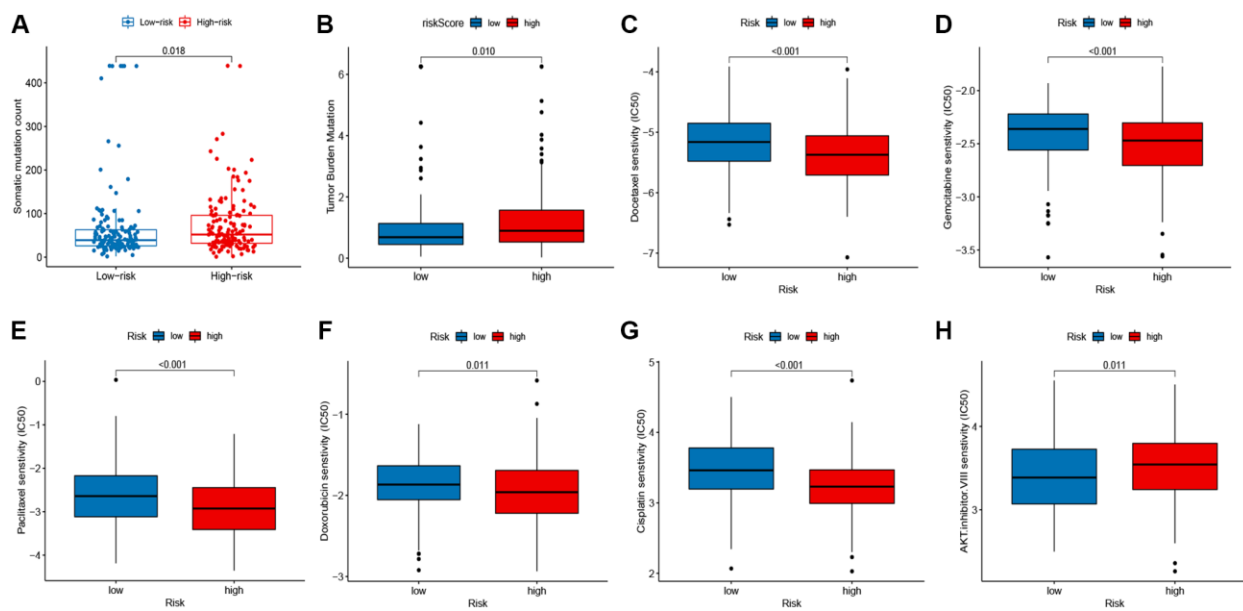 A
Low-risk High-risk
0.018
Somatic mutation count
400
300
200
100
0
Low-risk High-risk
B
riskScore low high
0.010
Tumor Burden Mutation
6
4
2
0
low high
C
Risk low high
<0.001
Docetaxel senstivity (IC50)
−4
−5
−6
−7
low high
Risk
D
Risk low high
<0.001
Gemcitabine senstivity (IC50)
−2.0
−2.5
−3.0
−3.5
low high
Risk
E
Risk low high
<0.001
Paclitaxel senstivity (IC50)
0
−1
−2
−3
−4
low high
Risk
F
Risk low high
0.011
Doxorubicin senstivity (IC50)
−1
−2
−3
low high
Risk
G
Risk low high
<0.001
Cisplatin senstivity (IC50)
5
4
3
2
low high
Risk
H
Risk low high
0.011
AKT.inhibitor.VIII senstivity (IC50)
4
3
low high
Risk